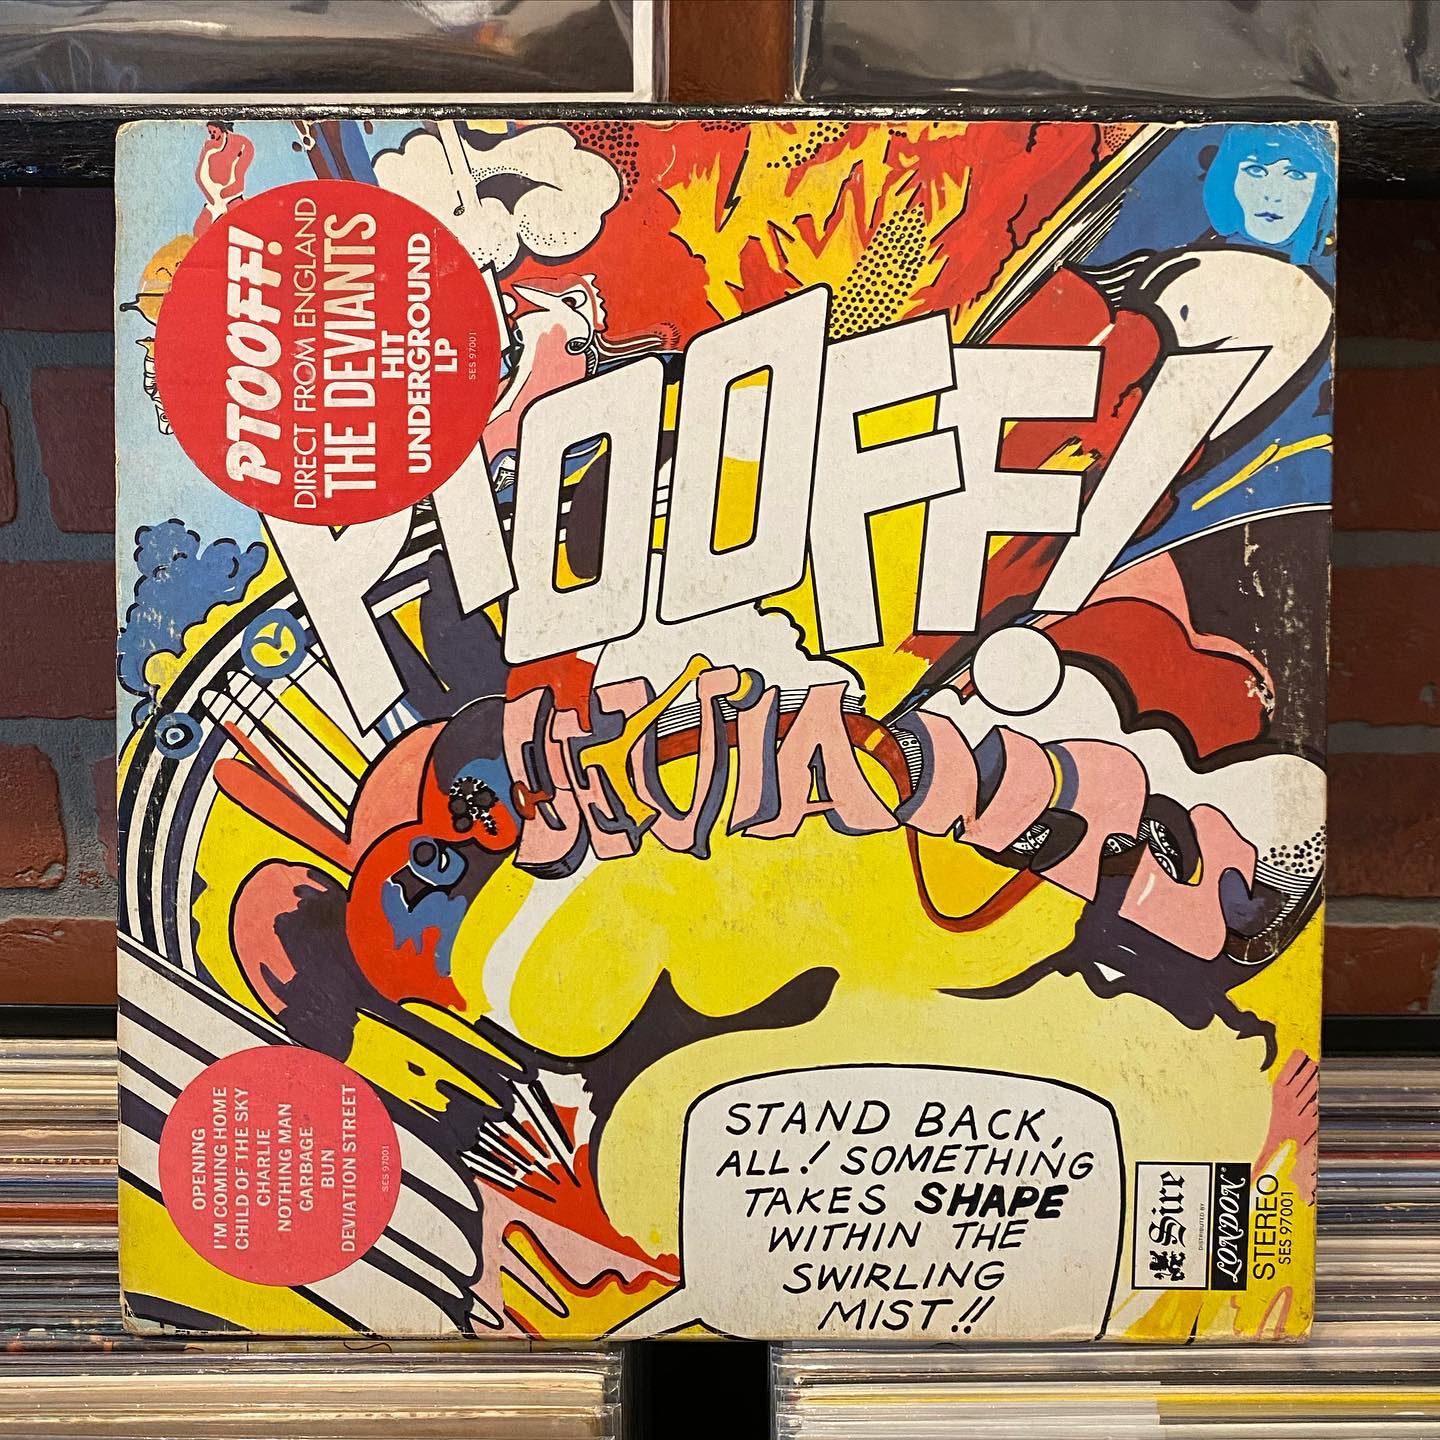 PTOOFF!
DIRECT FROM ENGLAND
THE DEVIANTS
HIT
UNDERGROUND
LP
SES 97001
PTOOFF!
DEVIANTS
OPENING
I'M COMING HOME
CHILD OF THE SKY
CHARLIE
NOTHING MAN
GARBAGE
BUN
DEVIATION STREET
SES 97001
STAND BACK,
ALL! SOMETHING
TAKES SHAPE
WITHIN THE
SWIRLING
MIST!!
Sire
DISTRIBUTED BY
LONDON
STEREO
SES 97001